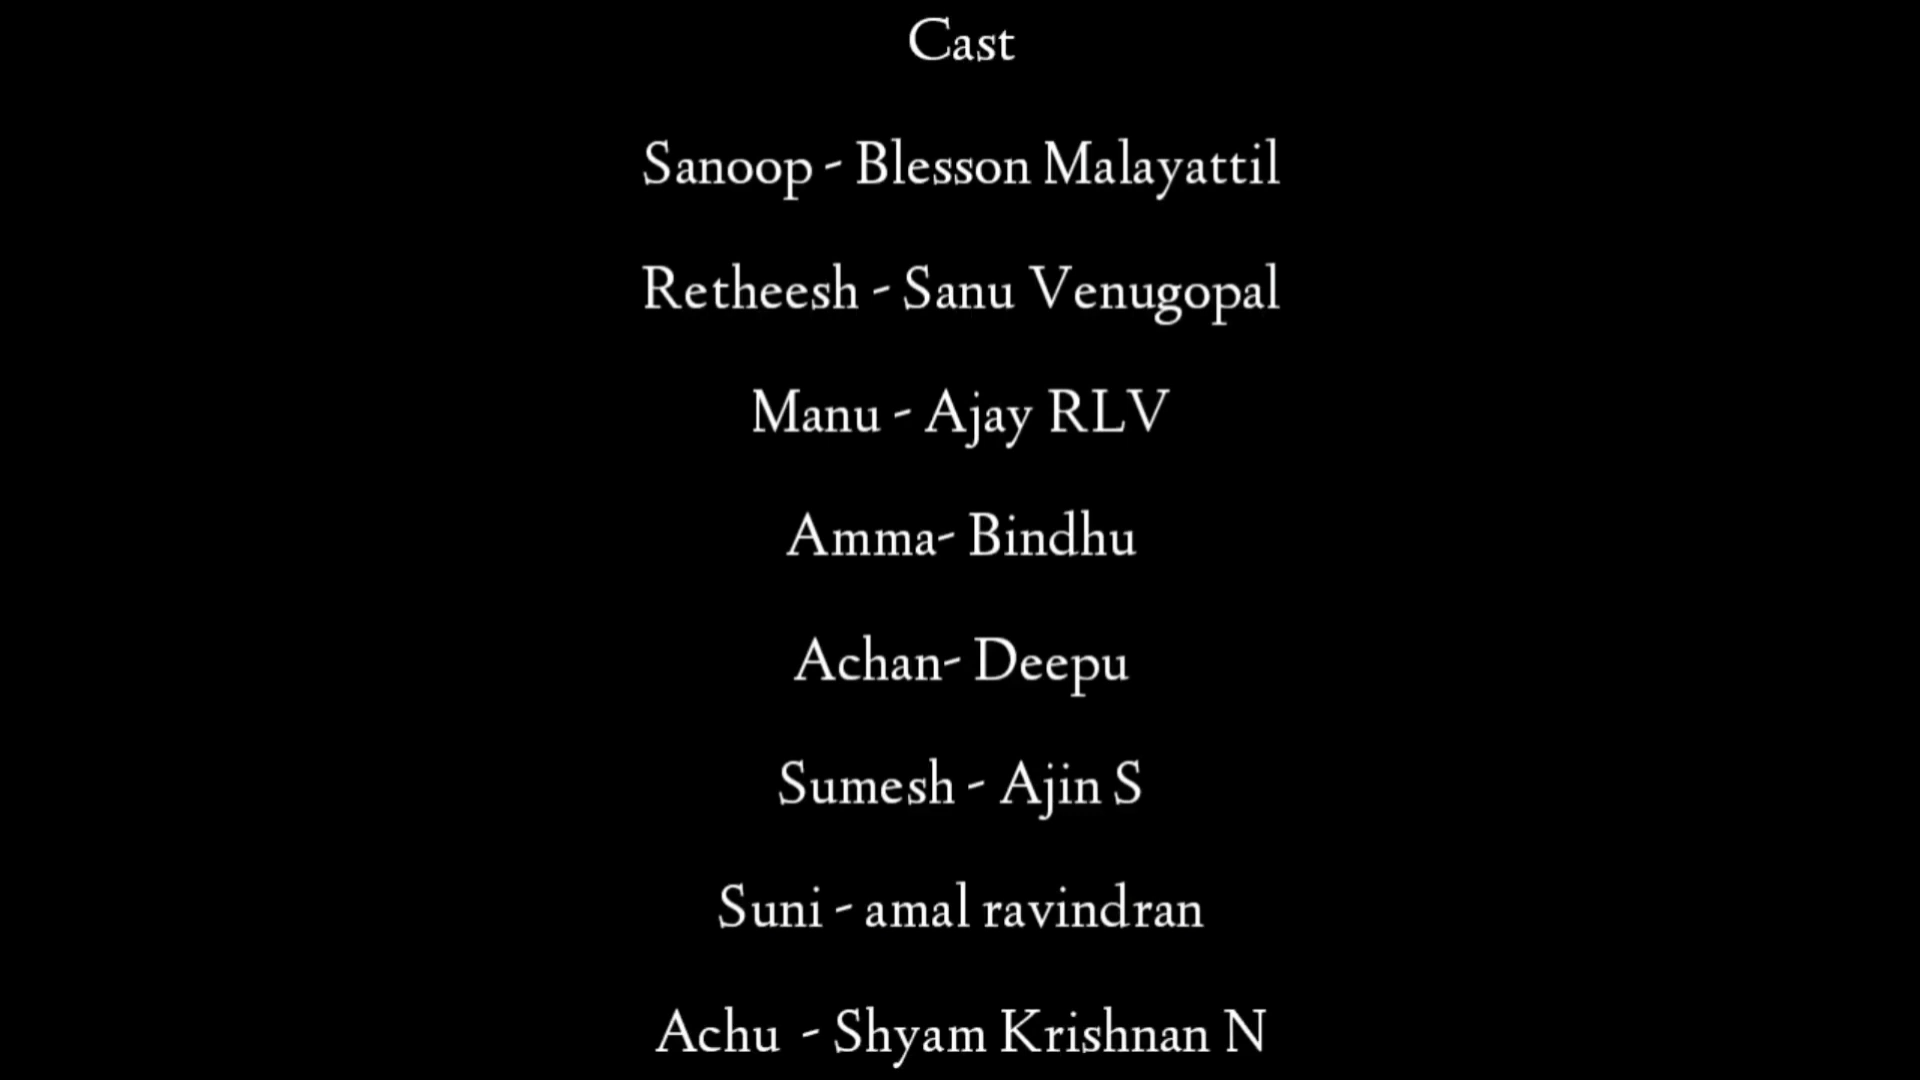 Cast
Sanoop - Blesson Malayattil
Retheesh - Sanu Venugopal
Manu - Ajay RLV
Amma- Bindhu
Achan- Deepu
Sumesh - Ajin S
Suni - amal ravindran
Achu - Shyam Krishnan N